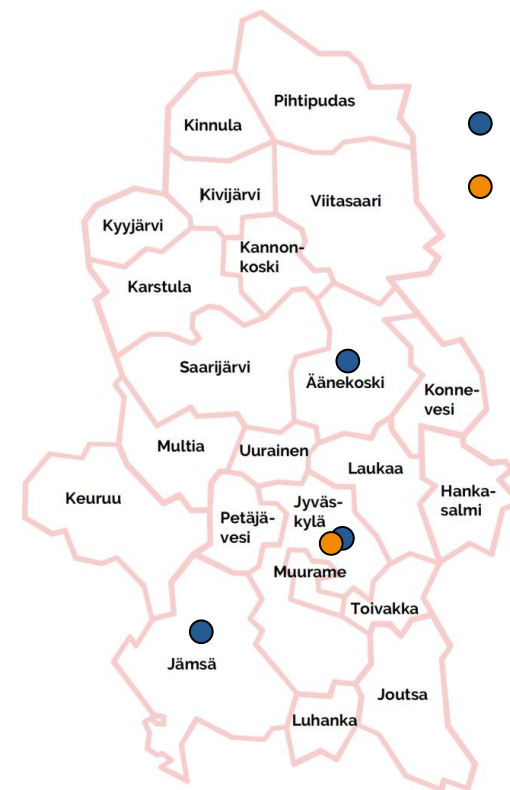 Pihtipudas
Kinnula
Kivijärvi
Viitasaari
Kyyjärvi
Kannon-
koski
Karstula
Saarijärvi
Äänekoski
Konne-
vesi
Multia
Uurainen
Laukaa
Keuruu
Hanka-
salmi
Petäjä-
vesi
Jyväs-
kylä
Muurame
Toivakka
Jämsä
Joutsa
Luhanka